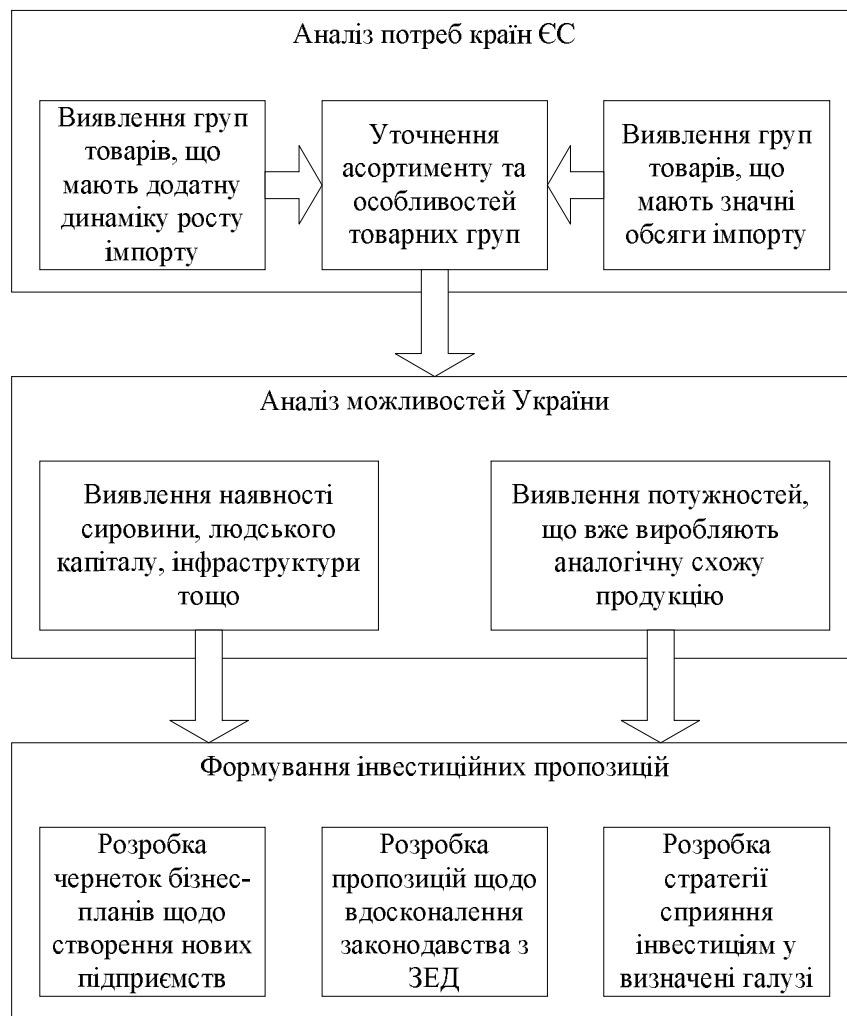 Аналіз потреб країн ЄС
Виявлення груп
товарів, що
мають додатну
динаміку росту
імпорту
Уточнення
асортименту та
особливостей
товарних груп
Виявлення груп
товарів, що
мають значні
обсяги імпорту
Аналіз можливостей України
Виявлення наявності
сировини, людського
капіталу, інфраструктури
тощо
Виявлення потужностей,
що вже виробляють
аналогічну схожу
продукцію
Формування інвестиційних пропозицій
Розробка
чернеток бізнес-
планів щодо
створення нових
підприємств
Розробка
пропозицій щодо
вдосконалення
законодавства з
ЗЕД
Розробка
стратегії
сприяння
інвестиціям у
визначені галузі